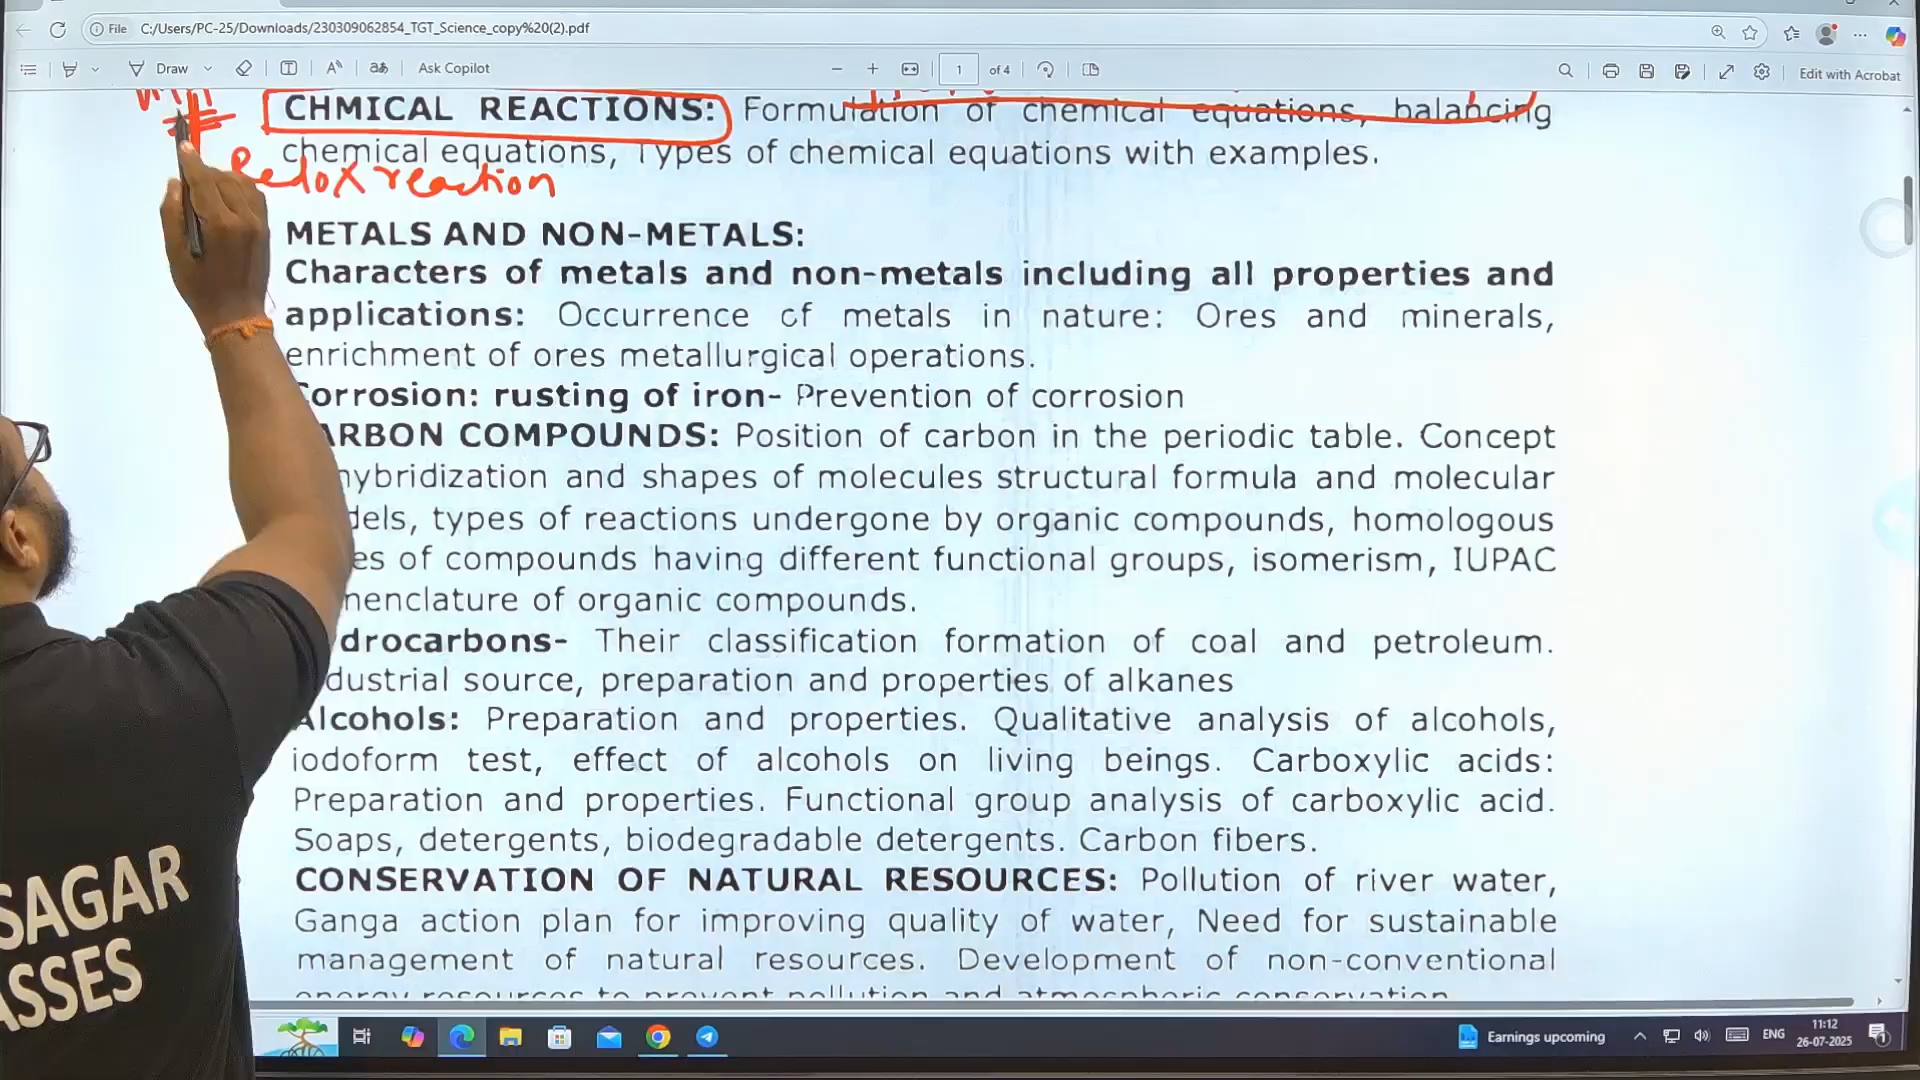 File C:/Users/PC-25/Downloads/230309062854_TGT_Science_copy%20(2).pdf
Draw Ask Copilot 1 of 4 Edit with Acrobat
CHMICAL REACTIONS: Formulation of chemical equations, balancing
chemical equations, Types of chemical equations with examples.
Redox reaction
METALS AND NON-METALS:
Characters of metals and non-metals including all properties and
applications: Occurrence of metals in nature: Ores and minerals,
enrichment of ores metallurgical operations.
orrosion: rusting of iron- Prevention of corrosion
ARBON COMPOUNDS: Position of carbon in the periodic table. Concept
hybridization and shapes of molecules structural formula and molecular
dels, types of reactions undergone by organic compounds, homologous
es of compounds having different functional groups, isomerism, IUPAC
menclature of organic compounds.
drocarbons- Their classification formation of coal and petroleum.
dustrial source, preparation and properties of alkanes
Alcohols: Preparation and properties. Qualitative analysis of alcohols,
iodoform test, effect of alcohols on living beings. Carboxylic acids:
Preparation and properties. Functional group analysis of carboxylic acid.
Soaps, detergents, biodegradable detergents. Carbon fibers.
CONSERVATION OF NATURAL RESOURCES: Pollution of river water,
Ganga action plan for improving quality of water, Need for sustainable
management of natural resources. Development of non-conventional
energy resources to prevent pollution and atmospheric conservation
SAGAR
ASSES
Earnings upcoming ENG 11:12
26-07-2025